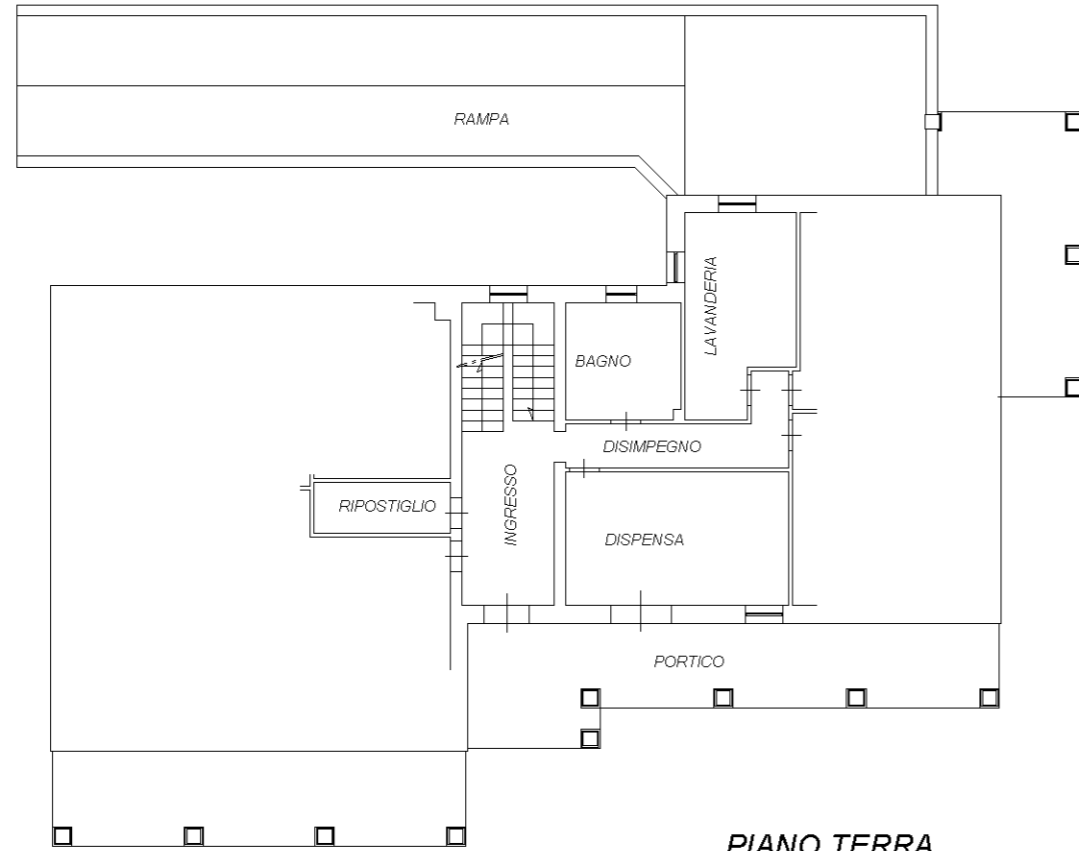 RAMPA
LAVANDERIA
BAGNO
DISIMPEGNO
RIPOSTIGLIO
INGRESSO
DISPENSA
PORTICO
PIANO TERRA